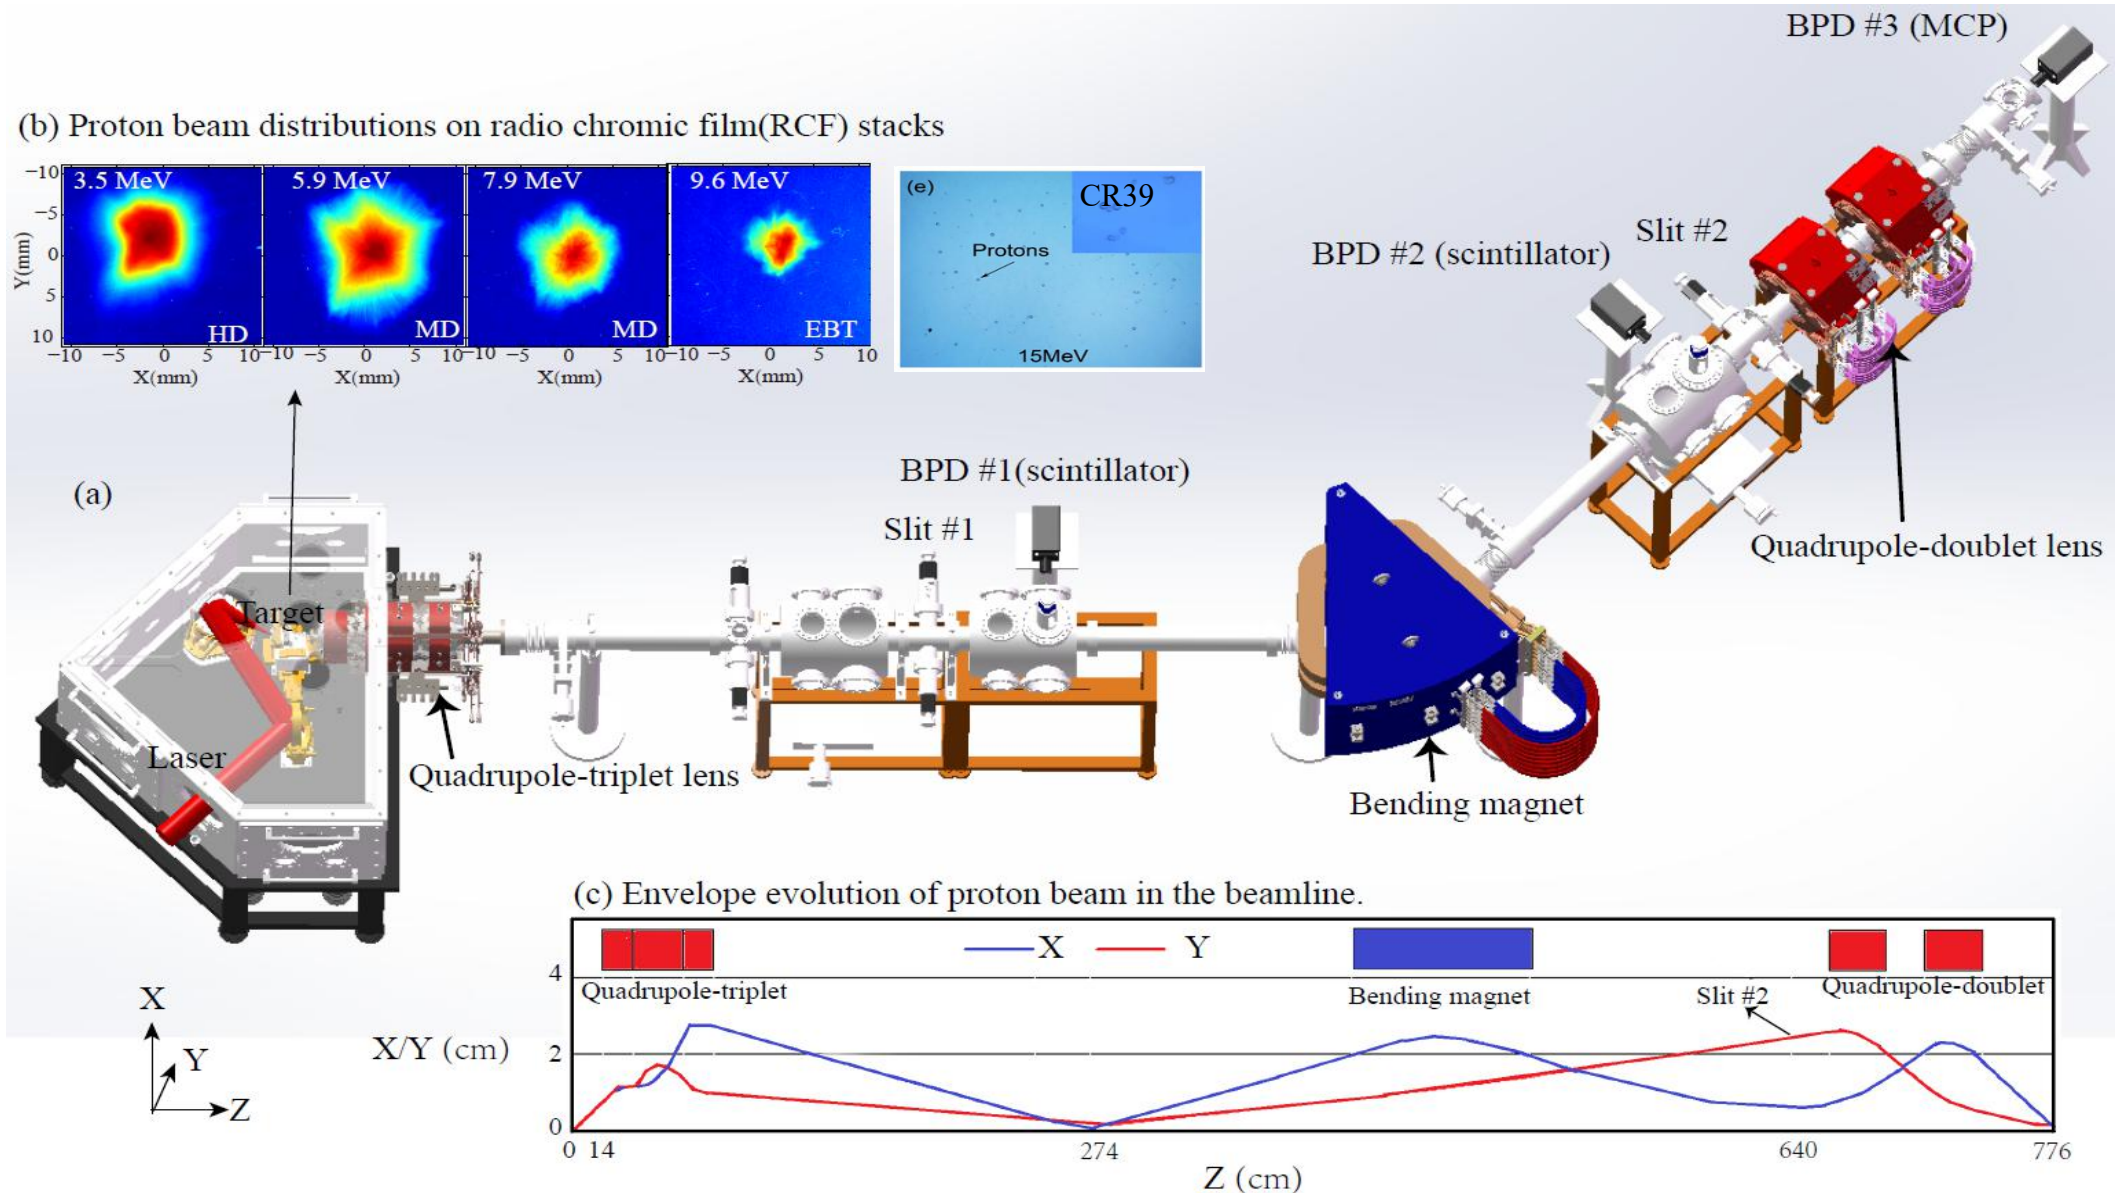 BPD #3 (MCP)
(b) Proton beam distributions on radio chromic film(RCF) stacks
3.5 MeV
5.9 MeV
7.9 MeV
9.6 MeV
(e)
CR39
Protons
15MeV
HD
MD
MD
EBT
−10
−5
0
5
10
Y(mm)
−10 −5 0 5 10
−10 −5 0 5 10
−10 −5 0 5 10
−10 −5 0 5 10
X(mm)
X(mm)
X(mm)
X(mm)
Slit #2
BPD #2 (scintillator)
BPD #1(scintillator)
(a)
Slit #1
Quadrupole-doublet lens
Target
Laser
Quadrupole-triplet lens
Bending magnet
(c) Envelope evolution of proton beam in the beamline.
X Y
Quadrupole-triplet
Bending magnet
Slit #2
Quadrupole-doublet
4
2
0
X/Y (cm)
0 14 274 640 776
Z (cm)
X
Y
Z